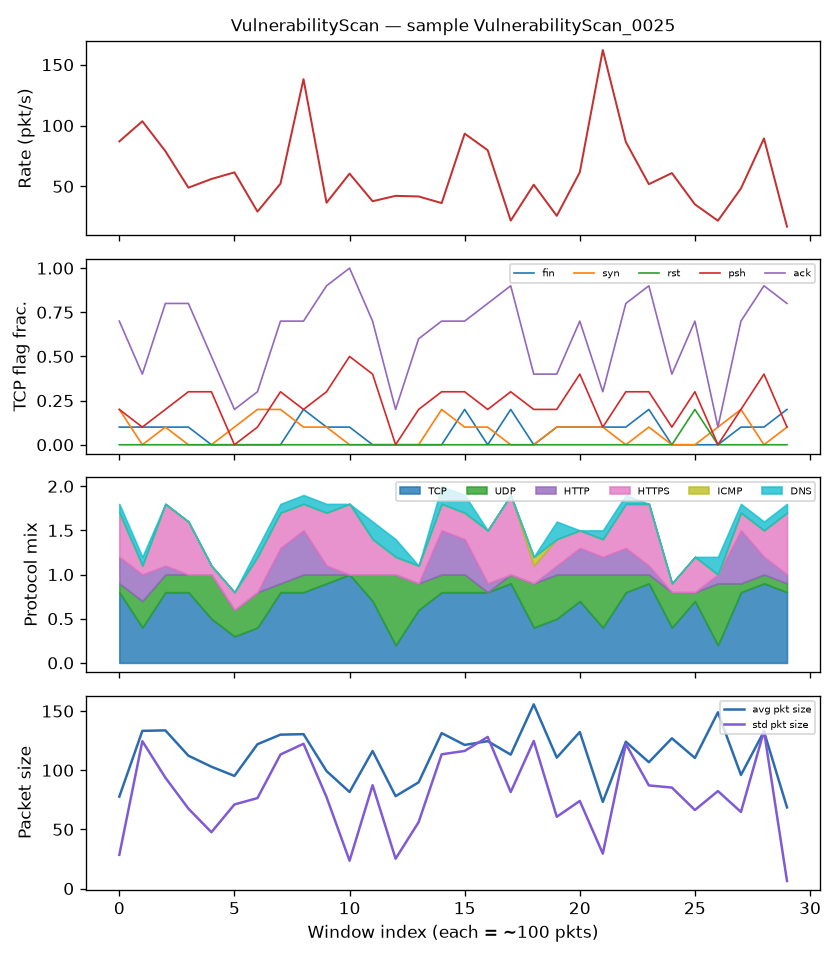 VulnerabilityScan — sample VulnerabilityScan_0025
Rate (pkt/s)
150
100
50
TCP flag frac.
1.00
0.75
0.50
0.25
0.00
fin syn rst psh ack
Protocol mix
2.0
1.5
1.0
0.5
0.0
TCP UDP HTTP HTTPS ICMP DNS
Packet size
150
100
50
0
avg pkt size
std pkt size
0 5 10 15 20 25 30
Window index (each = ~100 pkts)